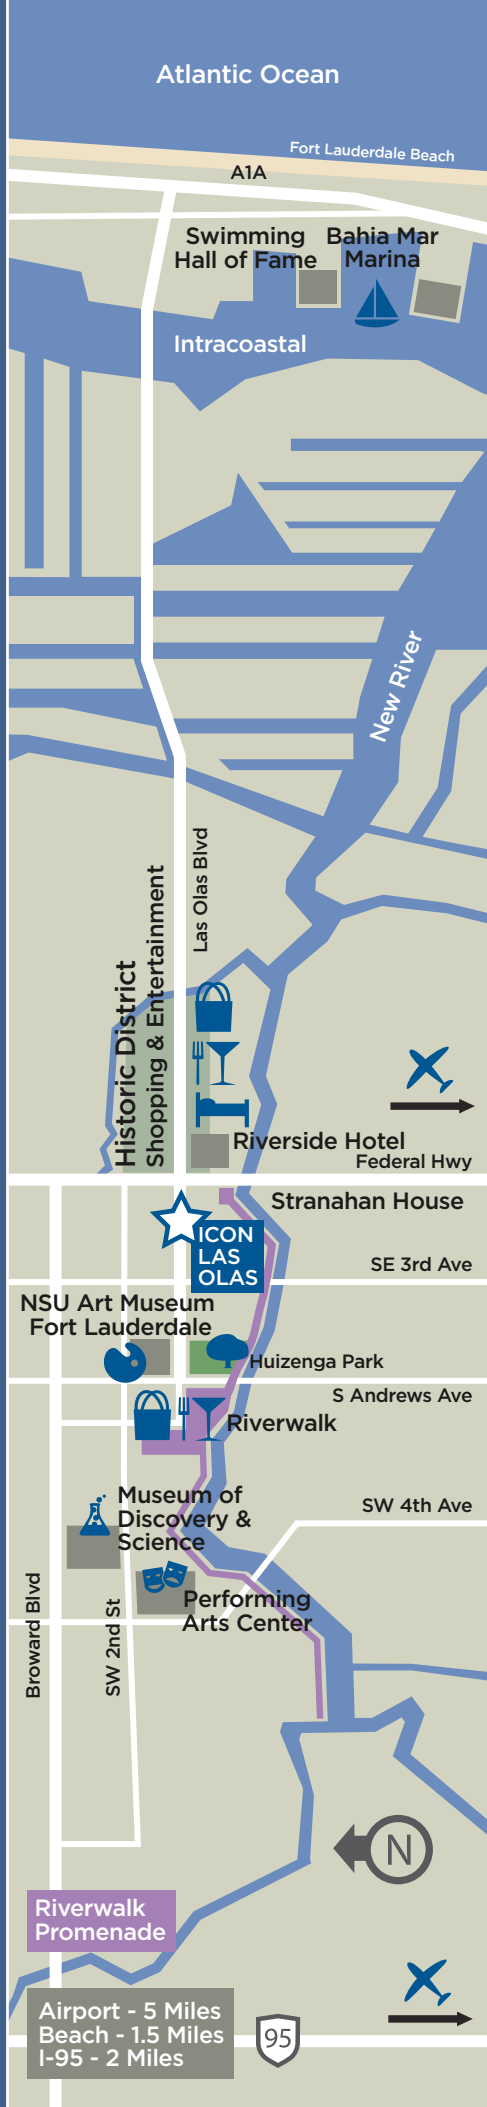 Atlantic Ocean
Fort Lauderdale Beach
A1A
Swimming
Hall of Fame
Bahia Mar
Marina
Intracoastal
New River
Las Olas Blvd
Historic District
Shopping & Entertainment
Riverside Hotel
Federal Hwy
Stranahan House
ICON
LAS
OLAS
SE 3rd Ave
NSU Art Museum
Fort Lauderdale
Huizenga Park
S Andrews Ave
Riverwalk
Museum of
Discovery &
Science
SW 4th Ave
Performing
Arts Center
Broward Blvd
SW 2nd St
N
Riverwalk
Promenade
Airport - 5 Miles
Beach - 1.5 Miles
I-95 - 2 Miles
95